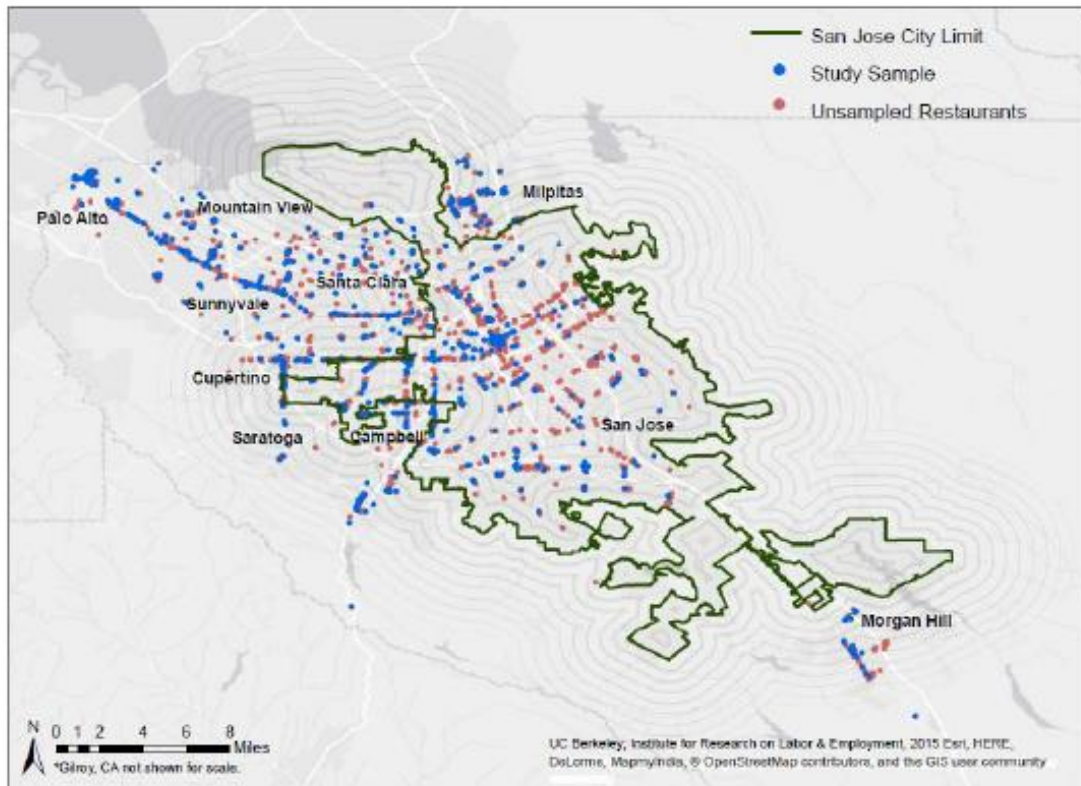 San Jose City Limit
Study Sample
Unsampled Restaurants
Milpitas
Mountain View
Palo Alto
Santa Clara
Sunnyvale
Cupertino
San Jose
Saratoga
Campbell
Morgan Hill
N
0 1 2 4 6 8
Miles
*Gilroy, CA not shown for scale.
UC Berkeley; Institute for Research on Labor & Employment, 2015 Esri, HERE,
DeLorme, MapmyIndia, © OpenStreetMap contributors, and the GIS user community